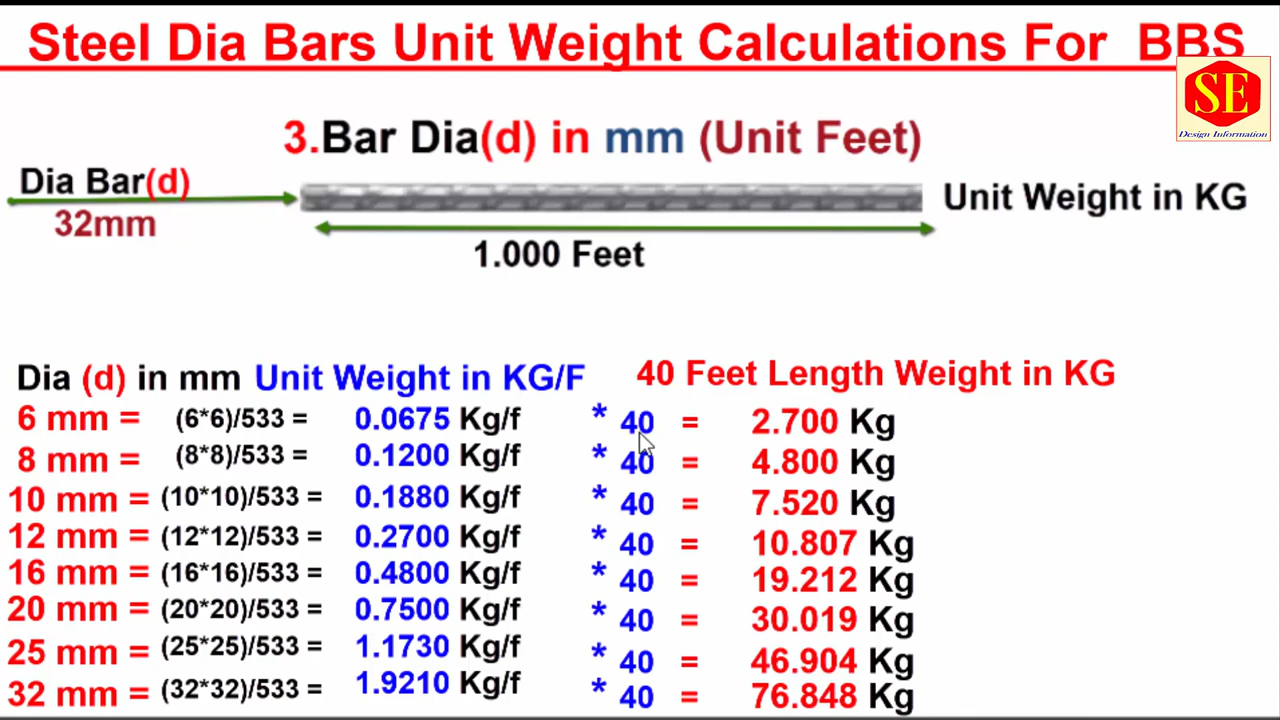 Steel Dia Bars Unit Weight Calculations For BBS
SE
Design Information
3.Bar Dia(d) in mm (Unit Feet)
Dia Bar(d)
32mm
Unit Weight in KG
1.000 Feet
Dia (d) in mm Unit Weight in KG/F 40 Feet Length Weight in KG
6 mm = (6*6)/533 = 0.0675 Kg/f * 40 = 2.700 Kg
8 mm = (8*8)/533 = 0.1200 Kg/f * 40 = 4.800 Kg
10 mm = (10*10)/533 = 0.1880 Kg/f * 40 = 7.520 Kg
12 mm = (12*12)/533 = 0.2700 Kg/f * 40 = 10.807 Kg
16 mm = (16*16)/533 = 0.4800 Kg/f * 40 = 19.212 Kg
20 mm = (20*20)/533 = 0.7500 Kg/f * 40 = 30.019 Kg
25 mm = (25*25)/533 = 1.1730 Kg/f * 40 = 46.904 Kg
32 mm = (32*32)/533 = 1.9210 Kg/f * 40 = 76.848 Kg